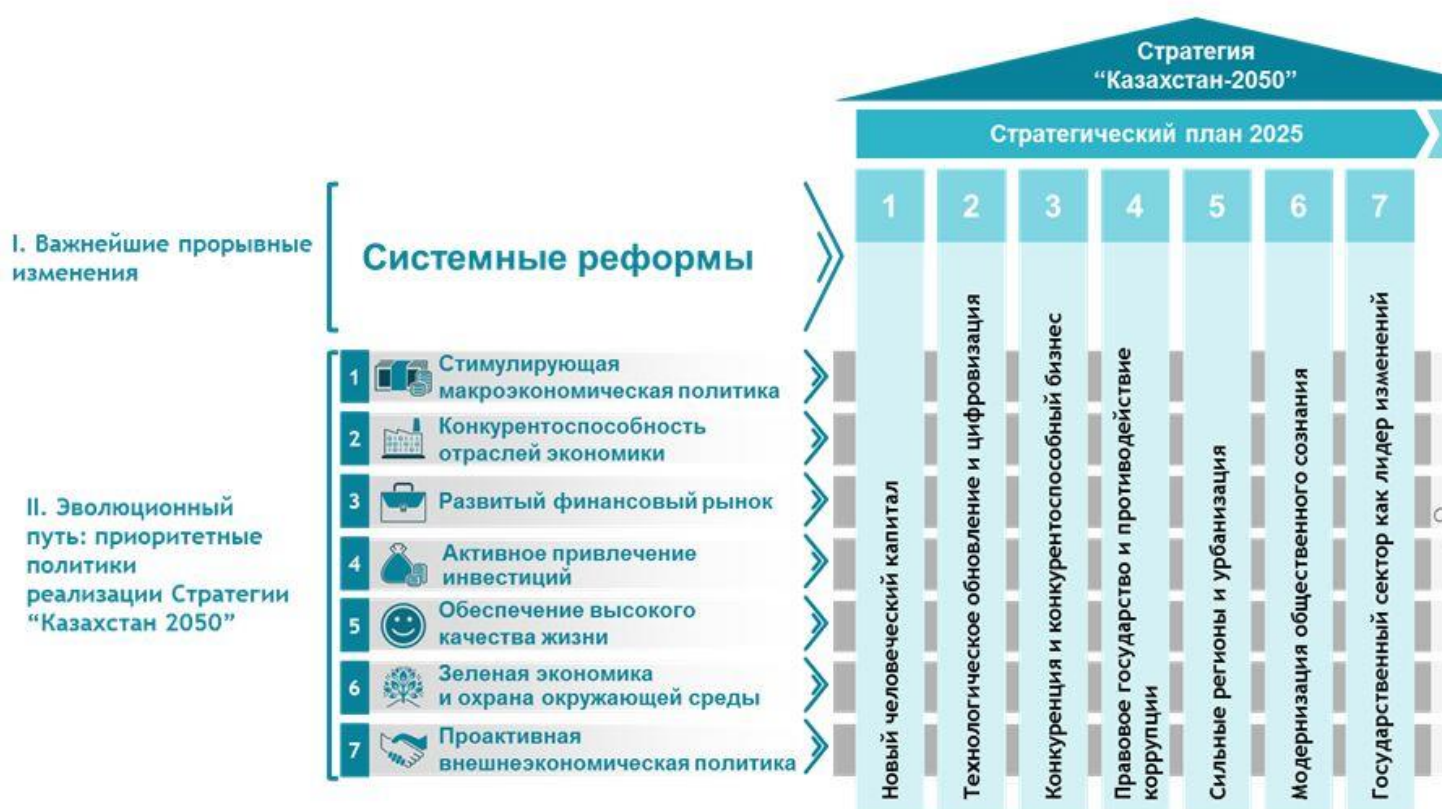 Стратегия
“Казахстан-2050”
Стратегический план 2025
1
2
3
4
5
6
7
I. Важнейшие прорывные
изменения
Системные реформы
II. Эволюционный
путь: приоритетные
политики
реализации Стратегии
“Казахстан 2050”
1
Стимулирующая
макроэкономическая политика
2
Конкурентоспособность
отраслей экономики
3
Развитый финансовый рынок
4
Активное привлечение
инвестиций
5
Обеспечение высокого
качества жизни
6
Зеленая экономика
и охрана окружающей среды
7
Проактивная
внешнеэкономическая политика
Новый человеческий капитал
Технологическое обновление и цифровизация
Конкуренция и конкурентоспособный бизнес
Правовое государство и противодействие
коррупции
Сильные регионы и урбанизация
Модернизация общественного сознания
Государственный сектор как лидер изменений